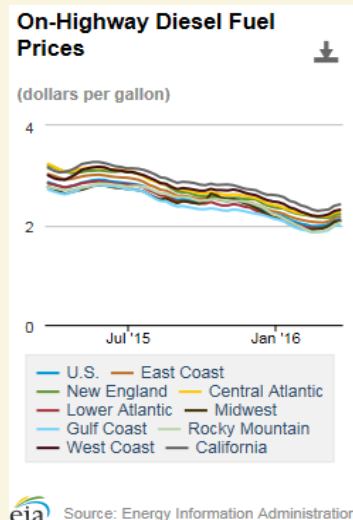 On-Highway Diesel Fuel
Prices
(dollars per gallon)
4
2
0
Jul '15 Jan '16
U.S. East Coast
New England Central Atlantic
Lower Atlantic Midwest
Gulf Coast Rocky Mountain
West Coast California
eia Source: Energy Information Administration